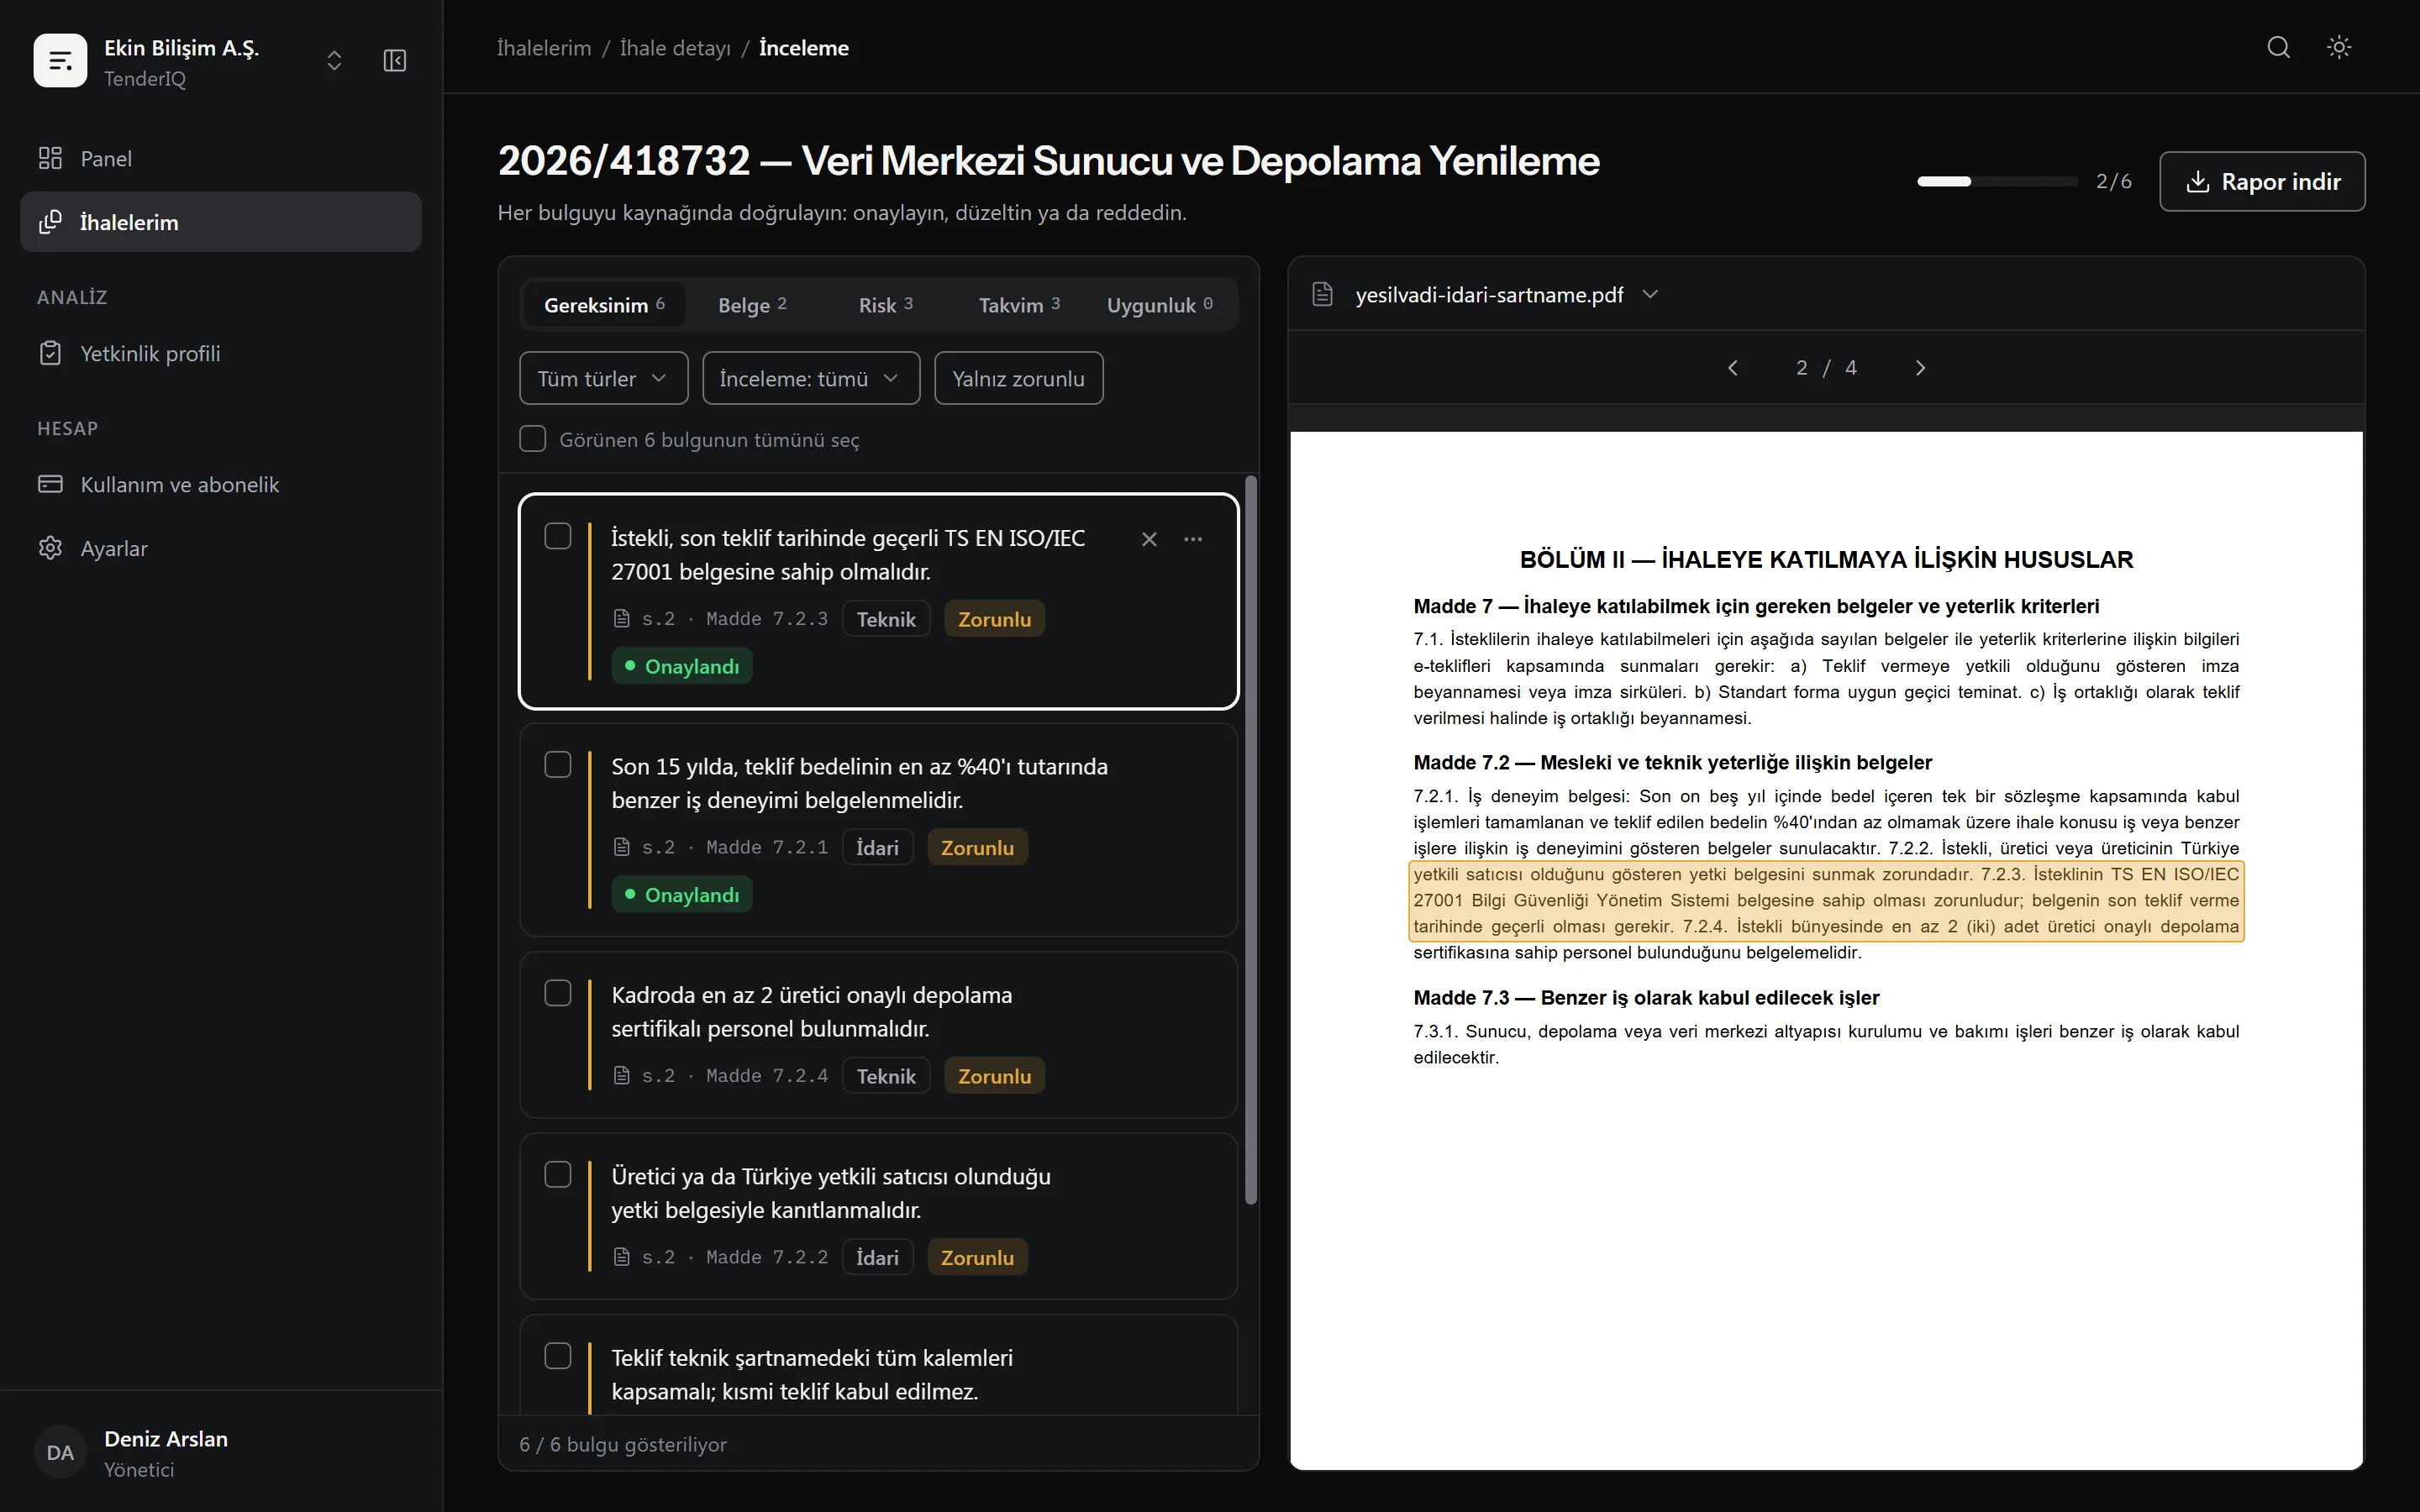 Ekin Bilişim A.Ş.
TenderIQ
Panel
İhalelerim
ANALİZ
Yetkinlik profili
HESAP
Kullanım ve abonelik
Ayarlar
DA
Deniz Arslan
Yönetici
İhalelerim / İhale detayı / İnceleme
2026/418732 — Veri Merkezi Sunucu ve Depolama Yenileme
Her bulguyu kaynağında doğrulayın: onaylayın, düzeltin ya da reddedin.
2/6
Rapor indir
Gereksinim 6
Belge 2
Risk 3
Takvim 3
Uygunluk 0
Tüm türler
İnceleme: tümü
Yalnız zorunlu
Görünen 6 bulgunun tümünü seç
İstekli, son teklif tarihinde geçerli TS EN ISO/IEC
27001 belgesine sahip olmalıdır.
s.2 · Madde 7.2.3 Teknik Zorunlu
Onaylandı
Son 15 yılda, teklif bedelinin en az %40'ı tutarında
benzer iş deneyimi belgelenmelidir.
s.2 · Madde 7.2.1 İdari Zorunlu
Onaylandı
Kadroda en az 2 üretici onaylı depolama
sertifikalı personel bulunmalıdır.
s.2 · Madde 7.2.4 Teknik Zorunlu
Üretici ya da Türkiye yetkili satıcısı olunduğu
yetki belgesiyle kanıtlanmalıdır.
s.2 · Madde 7.2.2 İdari Zorunlu
Teklif teknik şartnamedeki tüm kalemleri
kapsamalı; kısmi teklif kabul edilmez.
6 / 6 bulgu gösteriliyor
yesilvadi-idari-sartname.pdf
2 / 4
BÖLÜM II — İHALEYE KATILMAYA İLİŞKİN HUSUSLAR
Madde 7 — İhaleye katılabilmek için gereken belgeler ve yeterlik kriterleri
7.1. İsteklilerin ihaleye katılabilmeleri için aşağıda sayılan belgeler ile yeterlik kriterlerine ilişkin bilgileri
e-teklifleri kapsamında sunmaları gerekir: a) Teklif vermeye yetkili olduğunu gösteren imza
beyannamesi veya imza sirküleri. b) Standart forma uygun geçici teminat. c) İş ortaklığı olarak teklif
verilmesi halinde iş ortaklığı beyannamesi.
Madde 7.2 — Mesleki ve teknik yeterliğe ilişkin belgeler
7.2.1. İş deneyim belgesi: Son on beş yıl içinde bedel içeren tek bir sözleşme kapsamında kabul
işlemleri tamamlanan ve teklif edilen bedelin %40'ından az olmamak üzere ihale konusu iş veya benzer
işlere ilişkin iş deneyimini gösteren belgeler sunulacaktır. 7.2.2. İstekli, üretici veya üreticinin Türkiye
yetkili satıcısı olduğunu gösteren yetki belgesini sunmak zorundadır. 7.2.3. İsteklinin TS EN ISO/IEC
27001 Bilgi Güvenliği Yönetim Sistemi belgesine sahip olması zorunludur; belgenin son teklif verme
tarihinde geçerli olması gerekir. 7.2.4. İstekli bünyesinde en az 2 (iki) adet üretici onaylı depolama
sertifikasına sahip personel bulunduğunu belgelemelidir.
Madde 7.3 — Benzer iş olarak kabul edilecek işler
7.3.1. Sunucu, depolama veya veri merkezi altyapısı kurulumu ve bakımı işleri benzer iş olarak kabul
edilecektir.